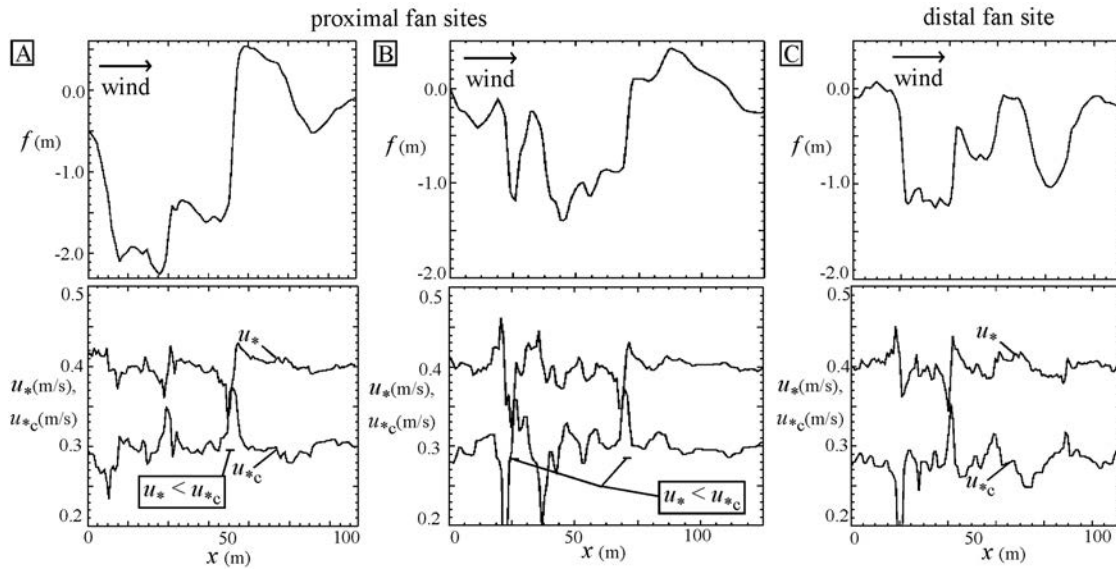 proximal fan sites
distal fan site
A
wind
f (m)
0.0
-1.0
-2.0
B
wind
f (m)
0.0
-1.0
-2.0
C
wind
f (m)
0.0
-1.0
-2.0
0.5
0.4
u*(m/s),
u*c(m/s)
0.3
0.2
u*
u*c
u* < u*c
0 50 100
x (m)
0.5
0.4
u*(m/s),
u*c(m/s)
0.3
0.2
u* < u*c
0 50 100
x (m)
0.5
0.4
u*(m/s),
u*c(m/s)
0.3
0.2
u*
u*c
0 50 100
x (m)